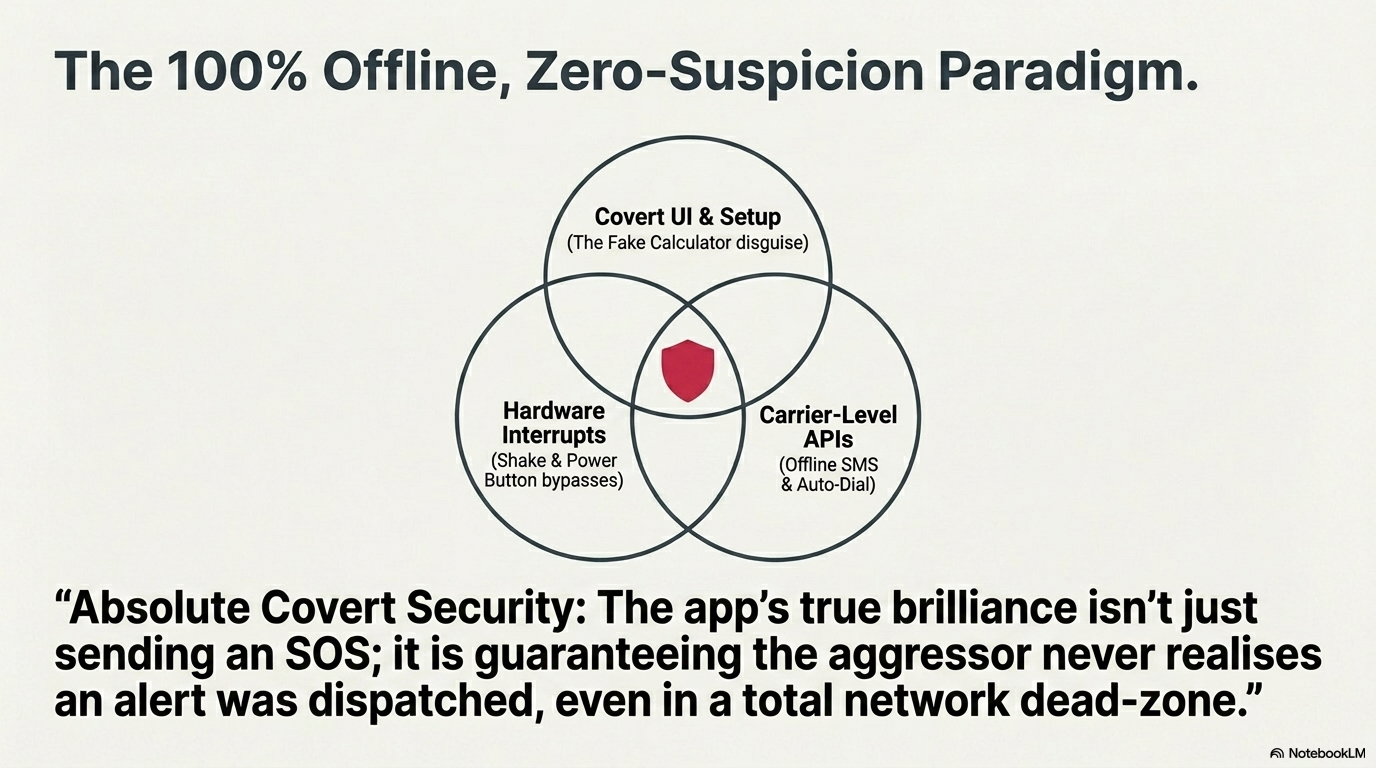 The 100% Offline, Zero-Suspicion Paradigm.
Covert UI & Setup
(The Fake Calculator disguise)
Hardware
Interrupts
(Shake & Power
Button bypasses)
Carrier-Level
APIs
(Offline SMS
& Auto-Dial)
“Absolute Covert Security: The app’s true brilliance isn’t just
sending an SOS; it is guaranteeing the aggressor never realises
an alert was dispatched, even in a total network dead-zone.”
NotebookLM